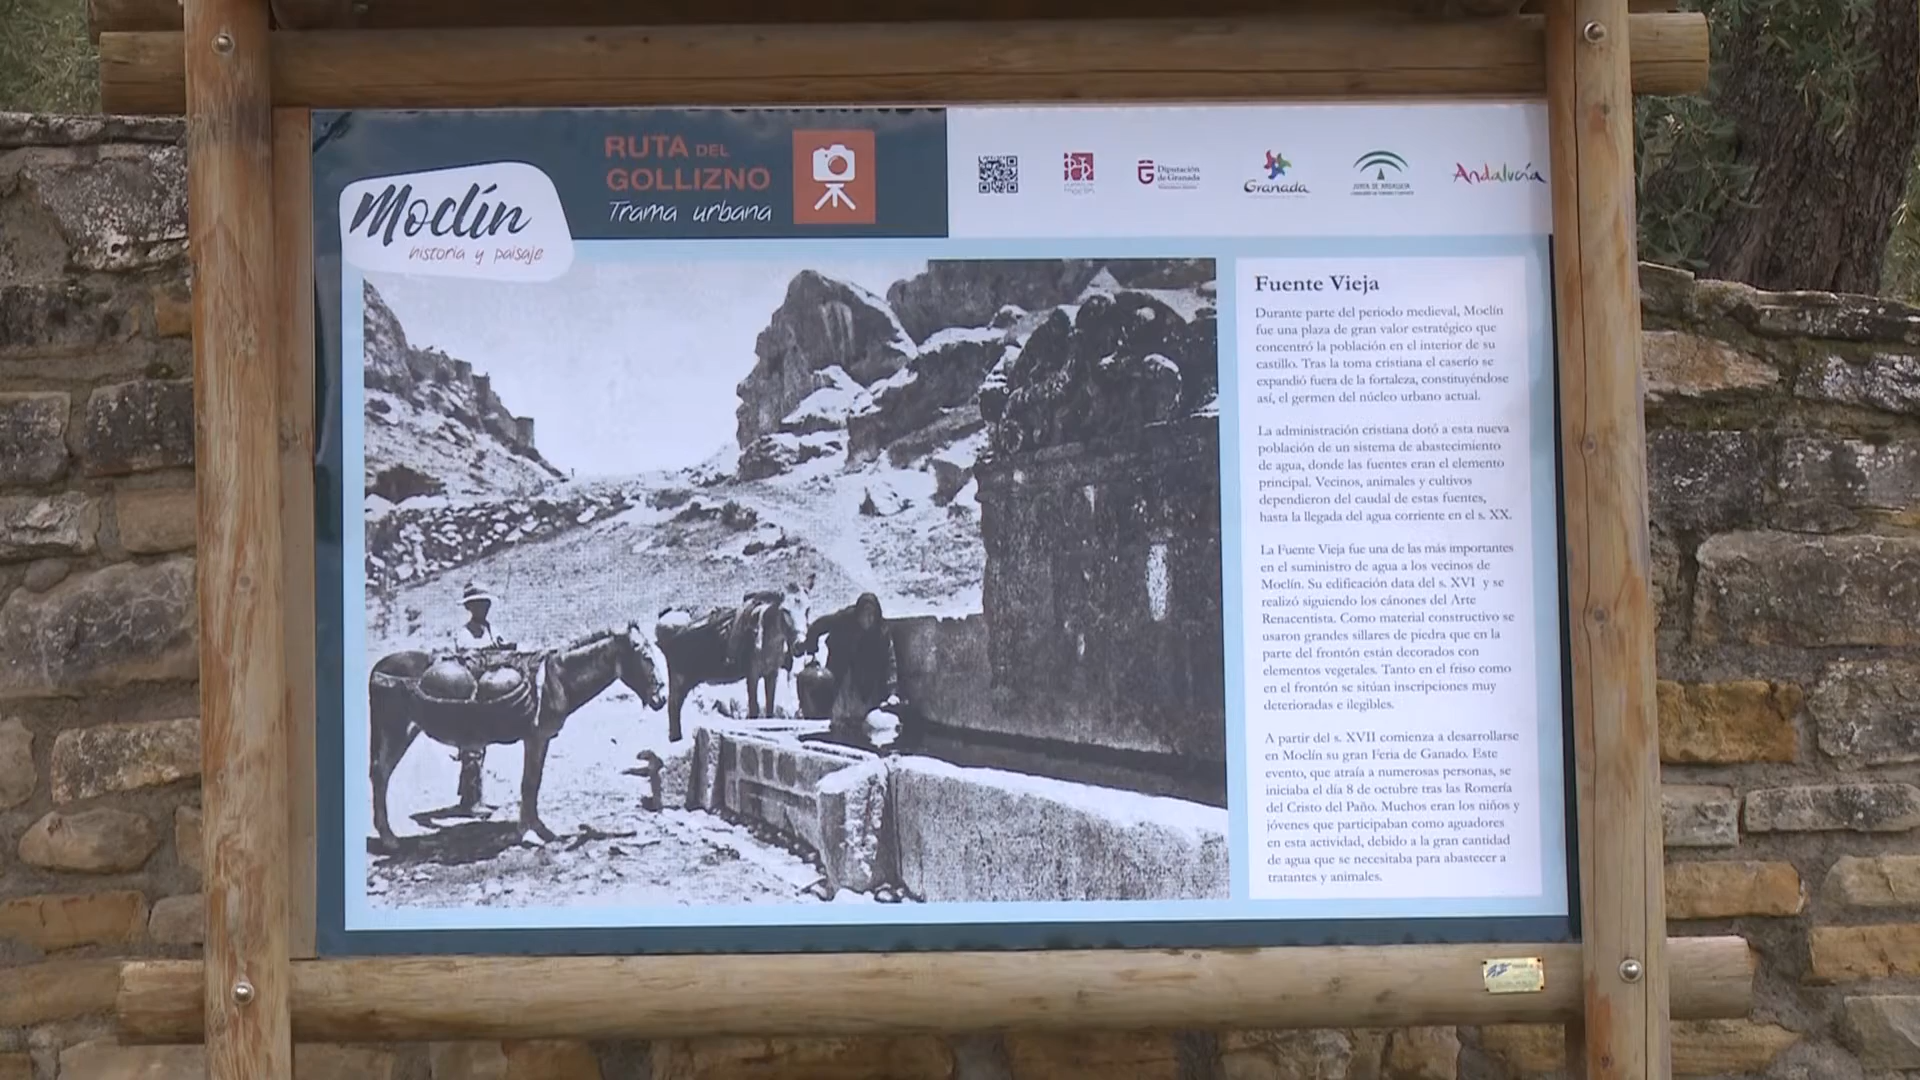 RUTA DEL
GOLLIZNO
Trama urbana
Moclín
historia y paisaje
Diputación
de Granada
Granada
JUNTA DE ANDALUCIA
Andalucía
Fuente Vieja
Durante parte del periodo medieval, Moclín
fue una plaza de gran valor estratégico que
concentró la población en el interior de su
castillo. Tras la toma cristiana el caserío se
expandió fuera de la fortaleza, constituyéndose
así, el germen del núcleo urbano actual.
La administración cristiana dotó a esta nueva
población de un sistema de abastecimiento
de agua, donde las fuentes eran el elemento
principal. Vecinos, animales y cultivos
dependieron del caudal de estas fuentes,
hasta la llegada del agua corriente en el s. XX.
La Fuente Vieja fue una de las más importantes
en el suministro de agua a los vecinos de
Moclín. Su edificación data del s. XVI y se
realizó siguiendo los cánones del Arte
Renacentista. Como material constructivo se
usaron grandes sillares de piedra que en la
parte del frontón están decorados con
elementos vegetales. Tanto en el friso como
en el frontón se sitúan inscripciones muy
deterioradas e ilegibles.
A partir del s. XVII comienza a desarrollarse
en Moclín su gran Feria de Ganado. Este
evento, que atraía a numerosas personas, se
iniciaba el día 8 de octubre tras las Romería
del Cristo del Paño. Muchos eran los niños y
jóvenes que participaban como aguadores
en esta actividad, debido a la gran cantidad
de agua que se necesitaba para abastecer a
tratantes y animales.